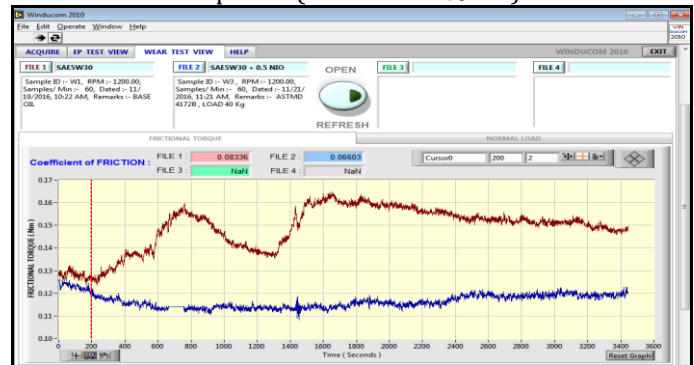 Winducom 2010
File Edit Operate Window Help
WIN
DUCOM
2010
ACQUIRE EP TEST VIEW WEAR TEST VIEW HELP WINDUCOM 2010 EXIT
FILE 1 SAE5W30 FILE 2 SAE5W30 + 0.5 NIO OPEN FILE 3 FILE 4
Sample ID :- W1, RPM :- 1200.00,
Samples/ Min :- 60, Dated :- 11/
19/2016, 10:22 AM, Remarks :- BASE
OIL
Sample ID :- W3 , RPM :- 1200.00,
Samples/ Min :- 60, Dated :- 11/21/
2016, 11:21 AM, Remarks :- ASTMD
4172B , LOAD 40 Kg
REFRESH
FRICTIONAL TORQUE NORMAL LOAD
Coefficient of FRICTION : FILE 1 : 0.08336 FILE 2 : 0.06603 Cursor0 200 2
FILE 3 : NaN FILE 4 : NaN
FRICTIONAL TORQUE ( Nm )
0.17
0.16
0.15
0.14
0.13
0.12
0.11
0.10
0 200 400 600 800 1000 1200 1400 1600 1800 2000 2200 2400 2600 2800 3000 3200 3400 3600
Time ( Seconds )
Reset Graph